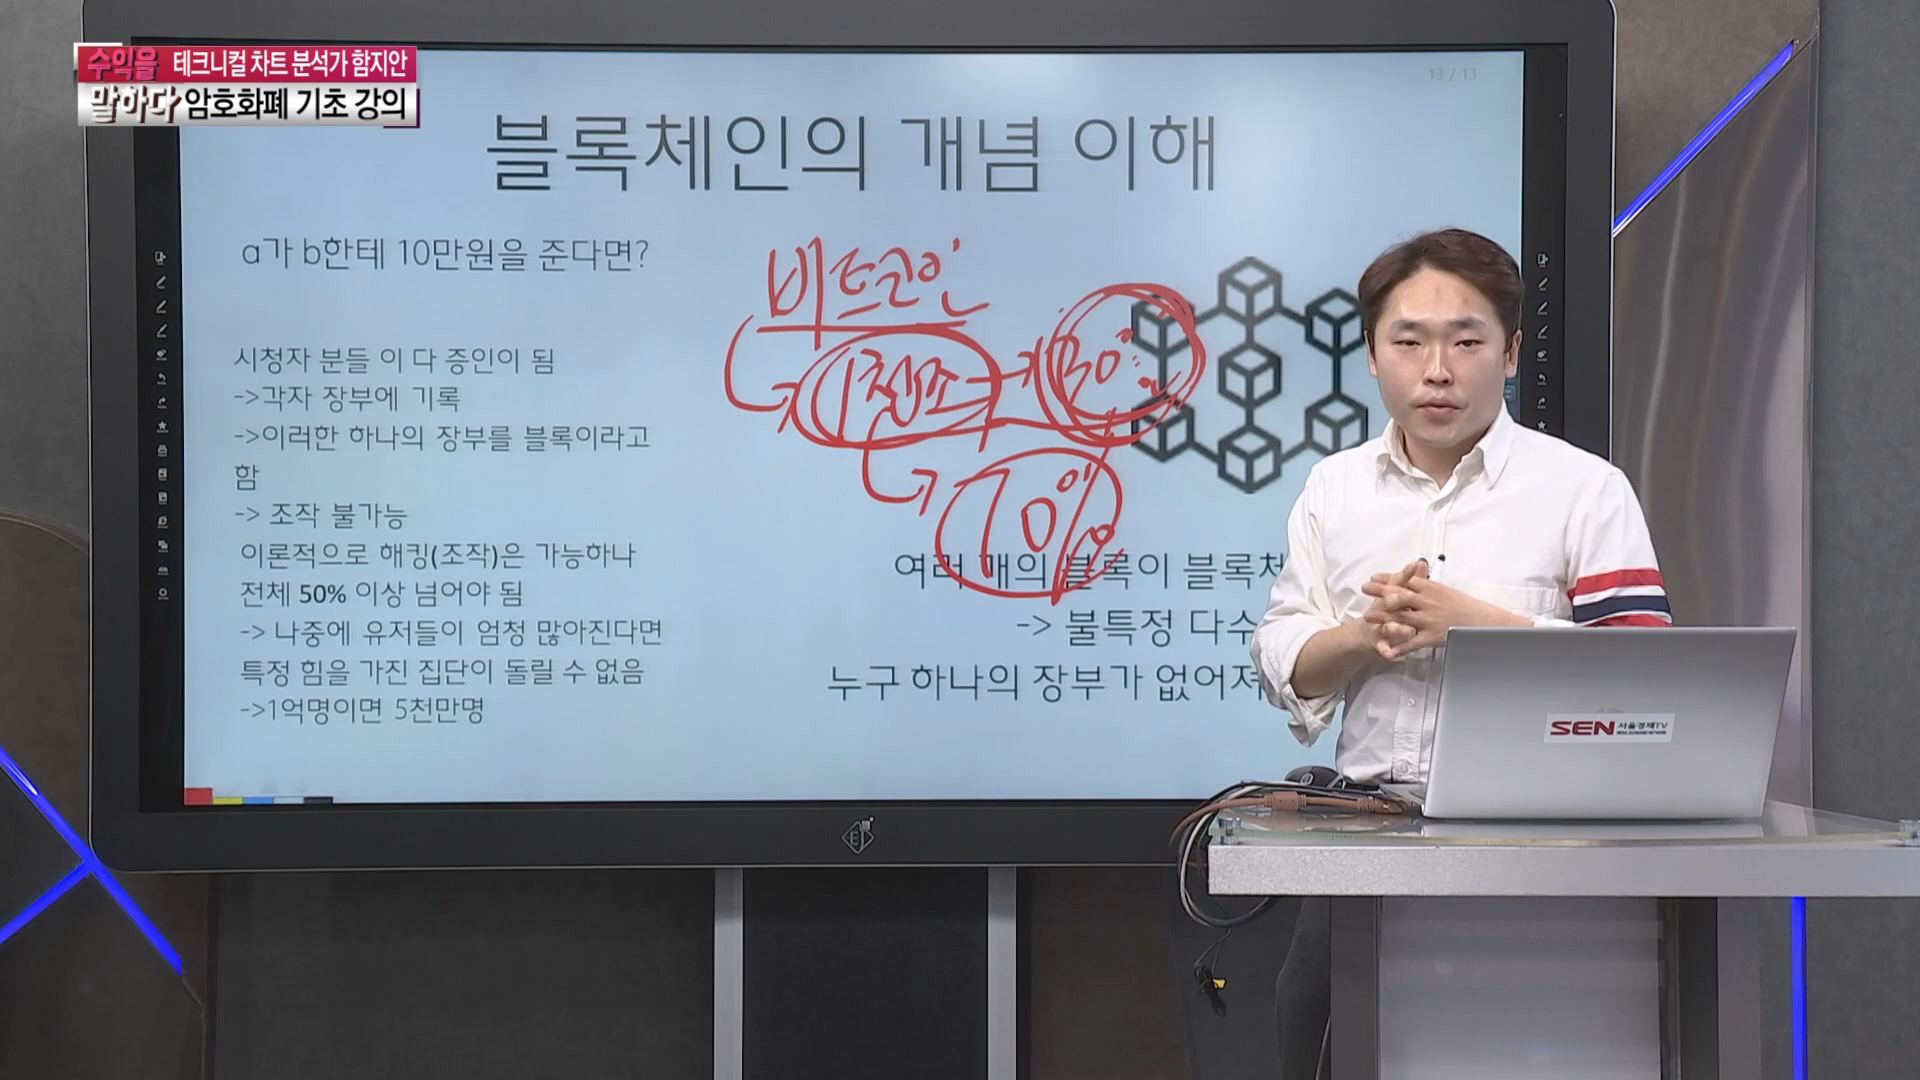 수익을 테크니컬 차트 분석가 함지안
말하다 암호화폐 기초 강의
13 / 13
블록체인의 개념 이해
a가 b한테 10만원을 준다면?
비트코인
1천조
30%
70%
시청자 분들 이 다 증인이 됨
->각자 장부에 기록
->이러한 하나의 장부를 블록이라고
함
-> 조작 불가능
이론적으로 해킹(조작)은 가능하나
전체 50% 이상 넘어야 됨
-> 나중에 유저들이 엄청 많아진다면
특정 힘을 가진 집단이 돌릴 수 없음
->1억명이면 5천만명
여러 개의 블록이 블록체
-> 불특정 다수
누구 하나의 장부가 없어져
SEN 서울경제TV